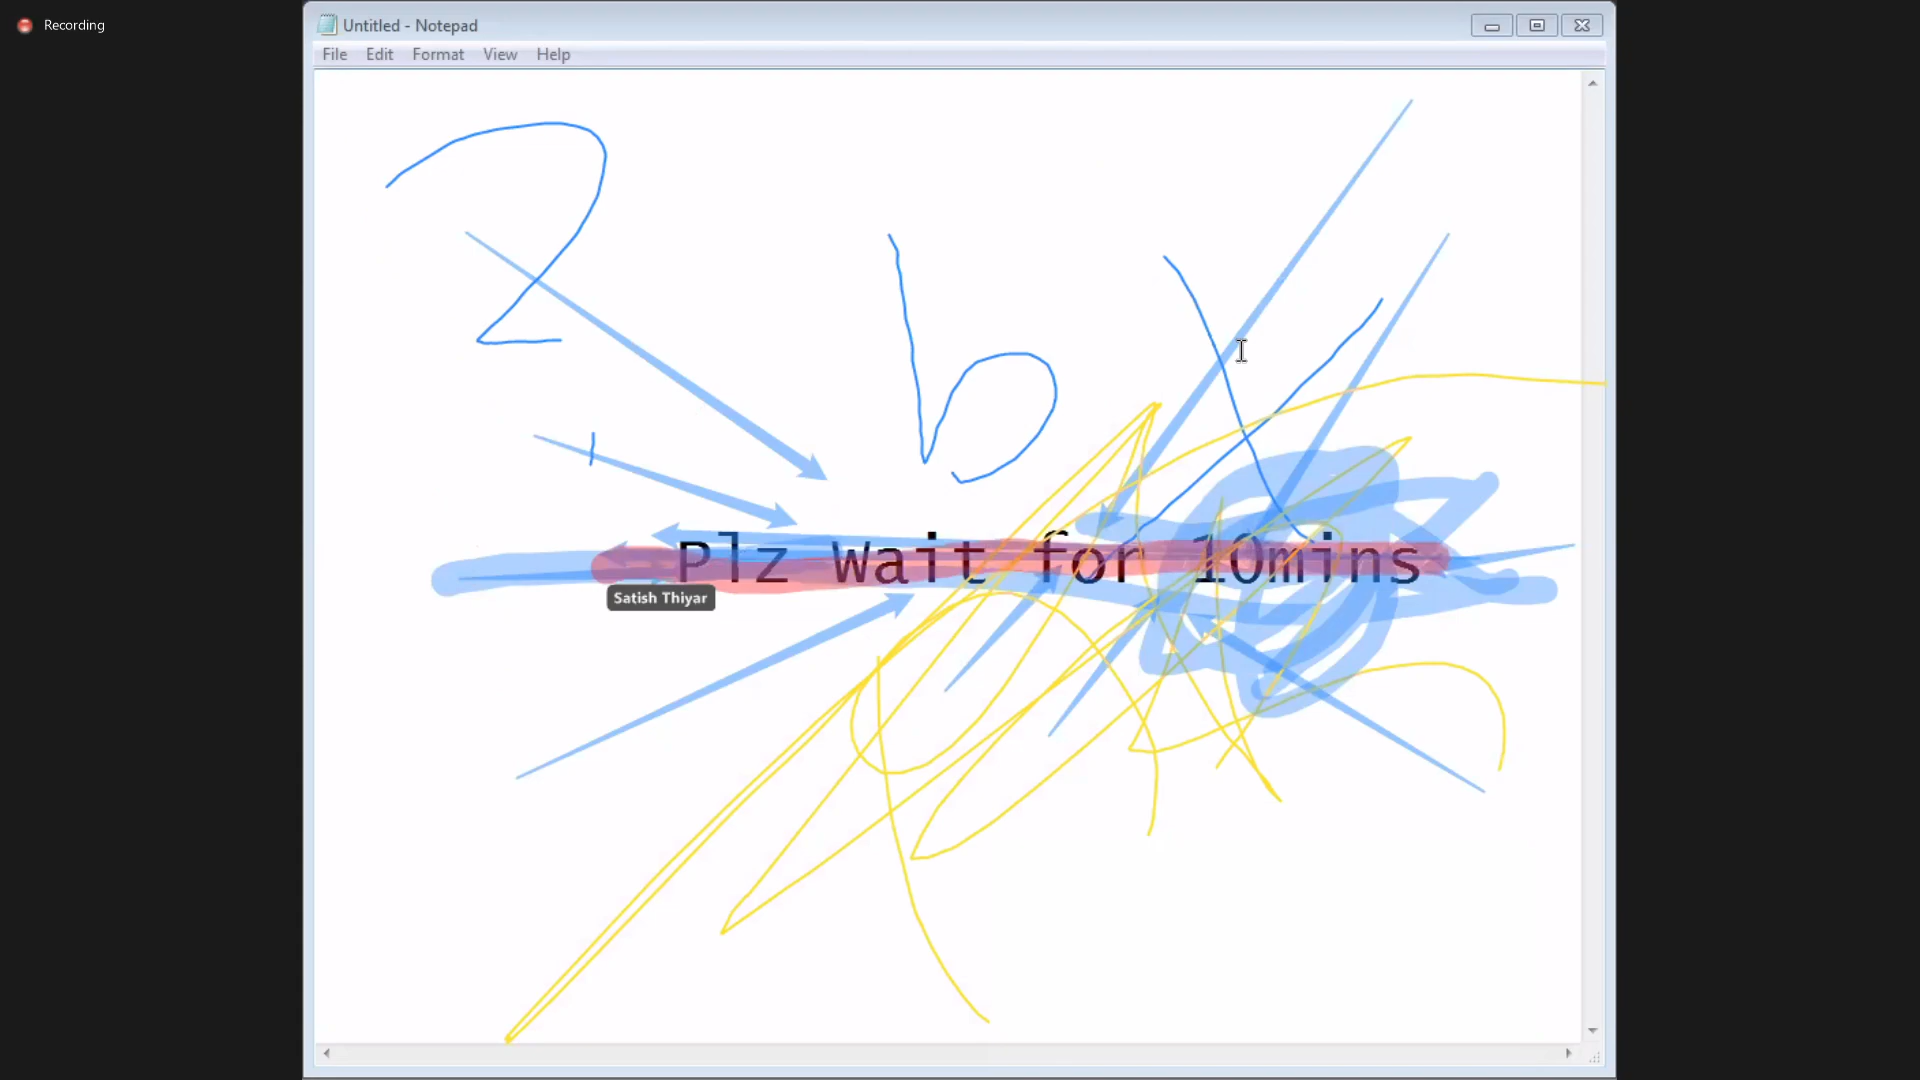 Recording
Untitled - Notepad
File Edit Format View Help
2 b x
Plz Wait for 10mins
Satish Thiyar